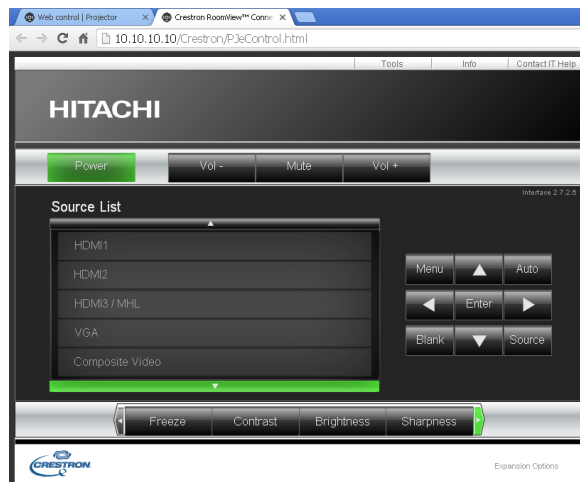 Web control | Projector
Crestron RoomView™ Conne
10.10.10.10/Crestron/PJeControl.html
Tools Info Contact IT Help
HITACHI
Power Vol - Mute Vol +
Interface 2.7.2.6
Source List
HDMI1
HDMI2
HDMI3 / MHL
VGA
Composite Video
Menu Auto
Enter
Blank Source
Freeze Contrast Brightness Sharpness
CRESTRON
Expansion Options